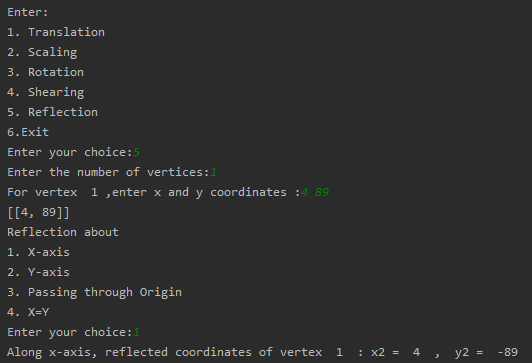 Enter:
1. Translation
2. Scaling
3. Rotation
4. Shearing
5. Reflection
6.Exit
Enter your choice:5
Enter the number of vertices:1
For vertex  1 ,enter x and y coordinates :4 89
[[4, 89]]
Reflection about
1. X-axis
2. Y-axis
3. Passing through Origin
4. X=Y
Enter your choice:1
Along x-axis, reflected coordinates of vertex  1  : x2 =  4  ,  y2 =  -89